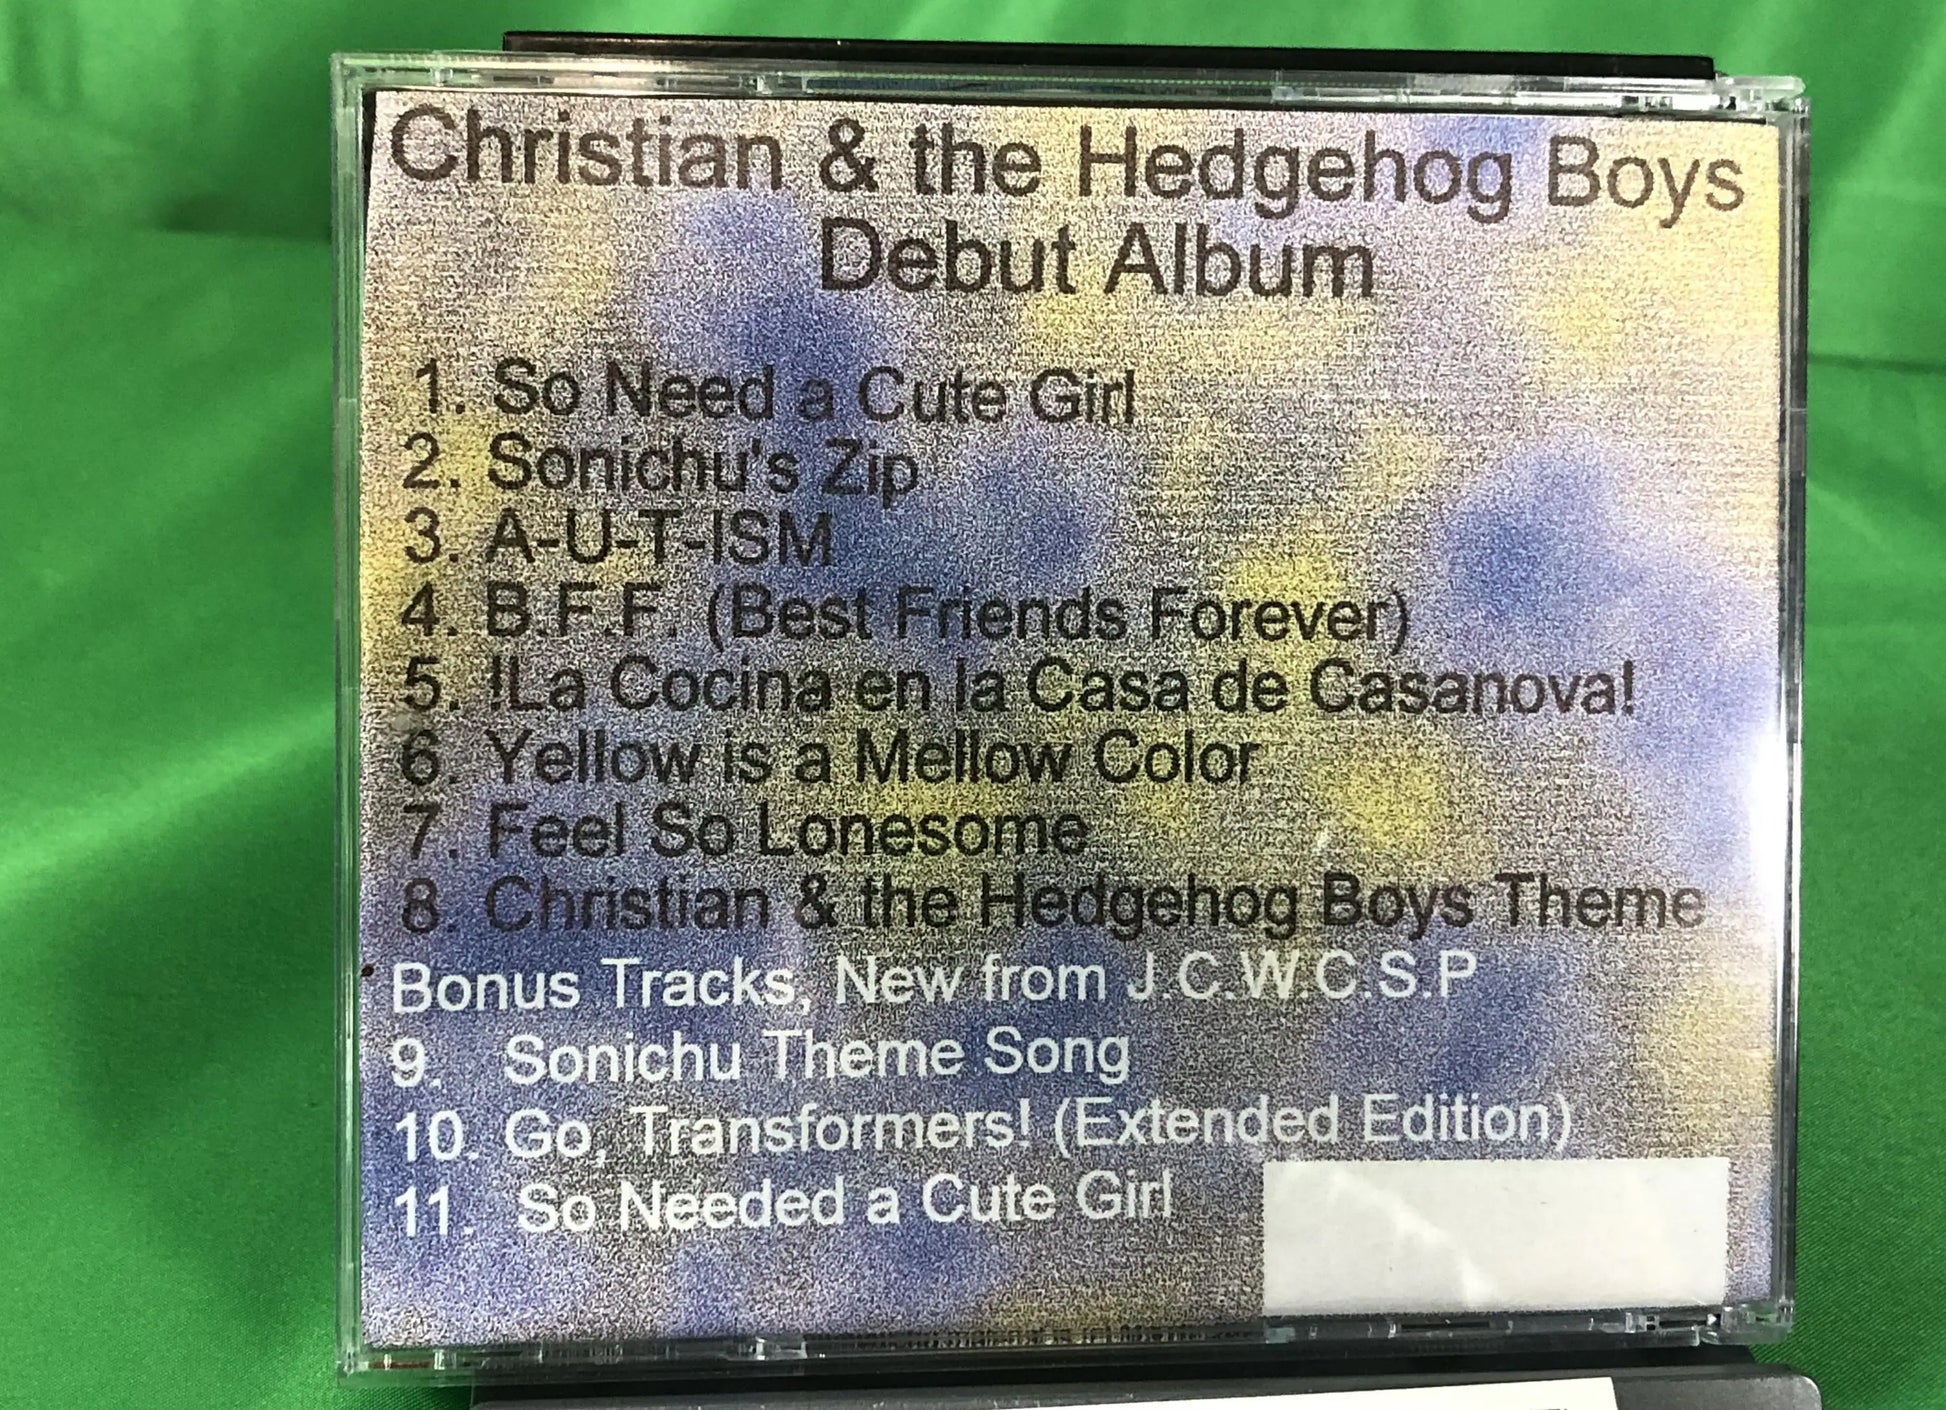 Christian & the Hedgehog Boys
Debut Album
1. So Need a Cute Girl
2. Sonichu's Zip
3. A-U-T-ISM
4. B.F.F. (Best Friends Forever)
5. !La Cocina en la Casa de Casanova!
6. Yellow is a Mellow Color
7. Feel So Lonesome
8. Christian & the Hedgehog Boys Theme
Bonus Tracks, New from J.C.W.C.S.P
9. Sonichu Theme Song
10. Go, Transformers! (Extended Edition)
11. So Needed a Cute Girl